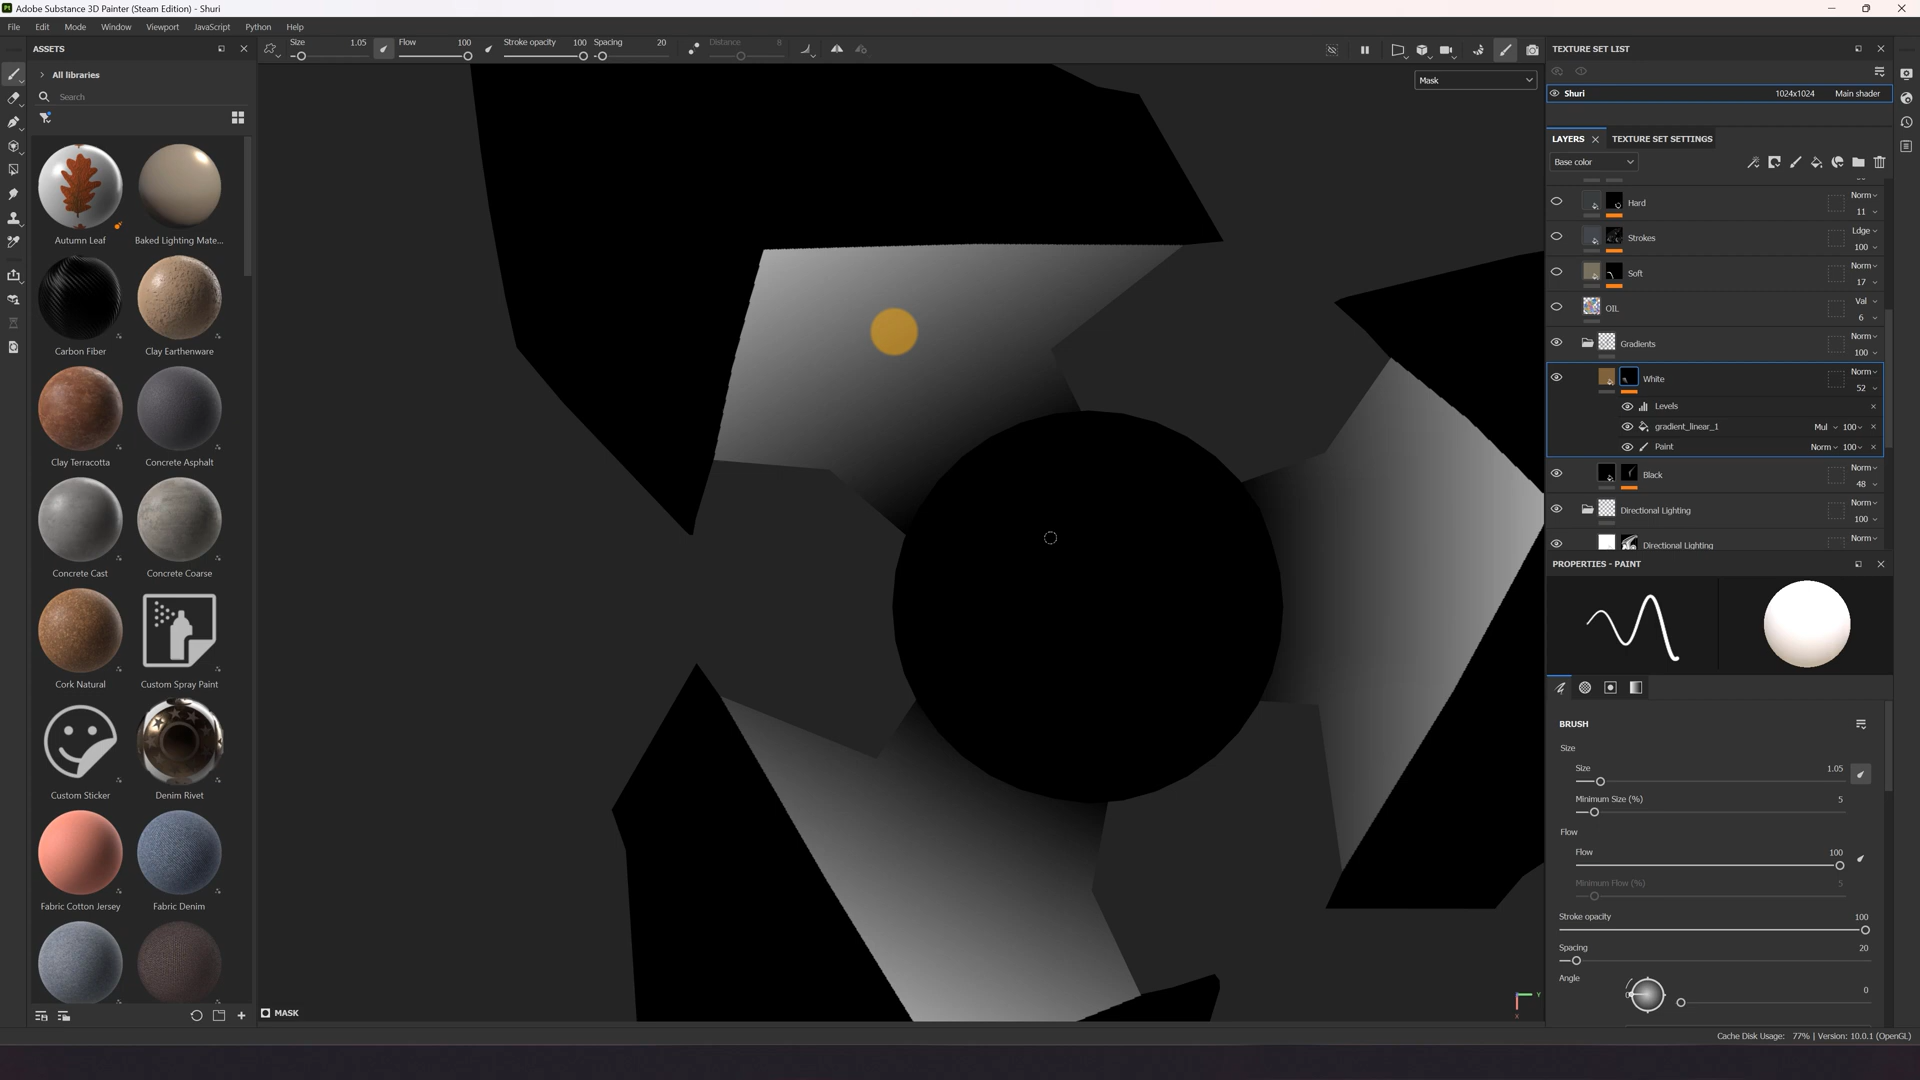 Adobe Substance 3D Painter (Steam Edition) - Shuri
File Edit Mode Window Viewport JavaScript Python Help
ASSETS
All libraries
Search
Autumn Leaf
Baked Lighting Mate...
Carbon Fiber
Clay Earthenware
Clay Terracotta
Concrete Asphalt
Concrete Cast
Concrete Coarse
Cork Natural
Custom Spray Paint
Custom Sticker
Denim Rivet
Fabric Cotton Jersey
Fabric Denim
Size 1.05
Flow 100
Stroke opacity 100
Spacing 20
Distance 8
Mask
MASK
Y
X
TEXTURE SET LIST
Shuri 1024x1024 Main shader
LAYERS
TEXTURE SET SETTINGS
Base color
Hard Norm 11
Strokes Ldge 100
Soft Norm 17
OIL Val 6
Gradients Norm 100
White Norm 52
Levels
gradient_linear_1 Mul 100
Paint Norm 100
Black Norm 48
Directional Lighting Norm 100
Directional Lighting Norm
PROPERTIES - PAINT
BRUSH
Size
Size 1.05
Minimum Size (%) 5
Flow
Flow 100
Minimum Flow (%) 5
Stroke opacity 100
Spacing 20
Angle 0
Cache Disk Usage: 77% | Version: 10.0.1 (OpenGL)